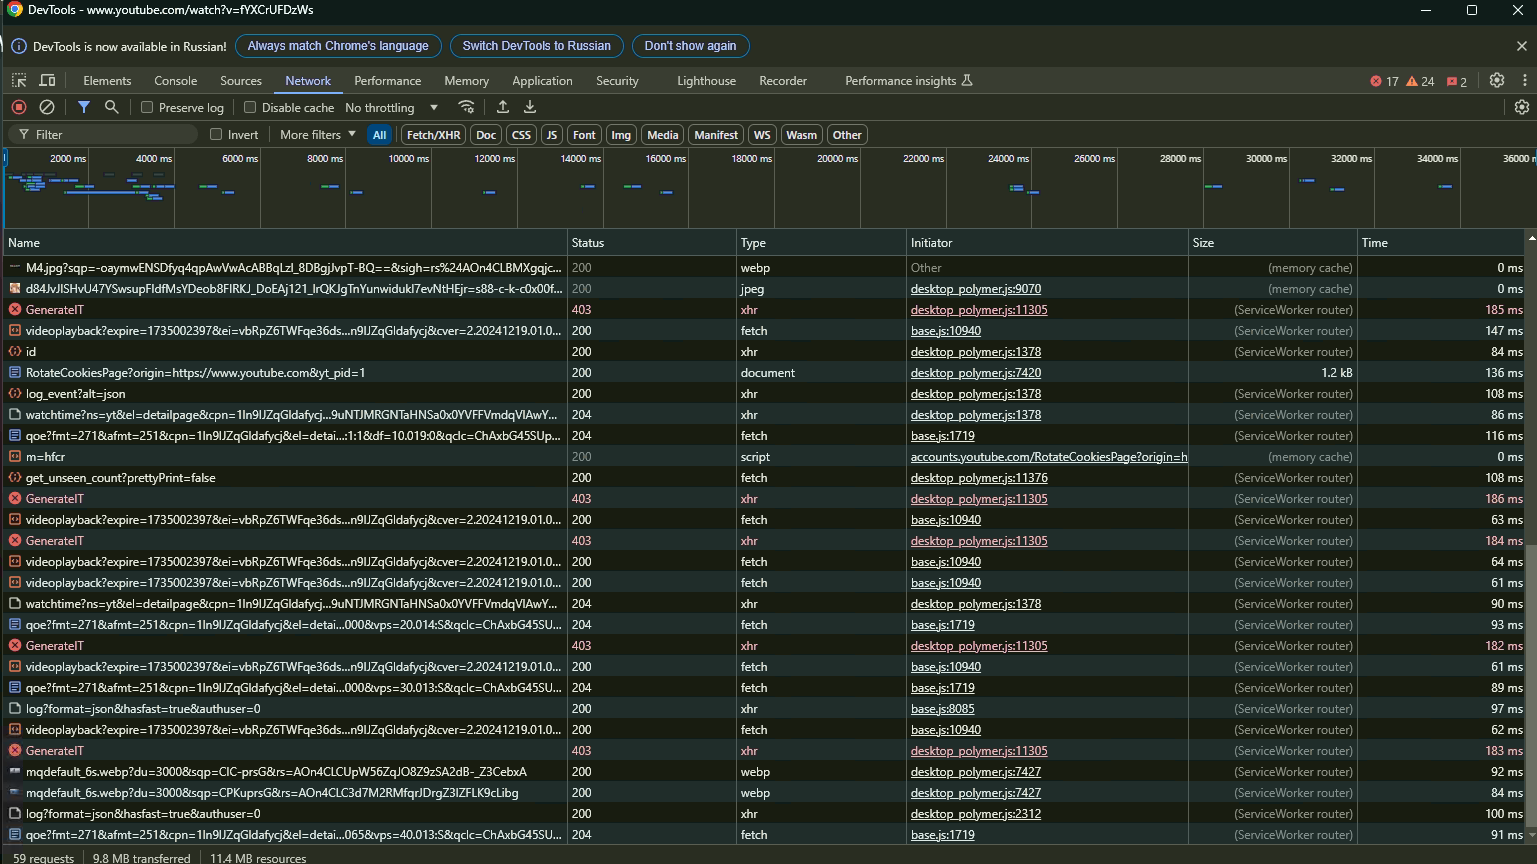 DevTools - www.youtube.com/watch?v=fYXCrUFDzWs
DevTools is now available in Russian! Always match Chrome's language Switch DevTools to Russian Don't show again
Elements Console Sources Network Performance Memory Application Security Lighthouse Recorder Performance insights 17 24 2
Preserve log Disable cache No throttling
Filter Invert More filters All Fetch/XHR Doc CSS JS Font Img Media Manifest WS Wasm Other
2000 ms 4000 ms 6000 ms 8000 ms 10000 ms 12000 ms 14000 ms 16000 ms 18000 ms 20000 ms 22000 ms 24000 ms 26000 ms 28000 ms 30000 ms 32000 ms 34000 ms 36000 m
Name Status Type Initiator Size Time
M4.jpg?sqp=-oaymwENSDfyq4qpAwVwAcABBqLzl_8DBgjJvpT-BQ==&sigh=rs%24AOn4CLBMXgqjc... 200 webp Other (memory cache) 0 ms
d84JvJISHvU47YSwsupFIdfMsYDeob8FIRKJ_DoEAj121_IrQKJgTnYunwidukI7evNtHEjr=s88-c-k-c0x00f... 200 jpeg desktop_polymer.js:9070 (memory cache) 0 ms
GenerateIT 403 xhr desktop_polymer.js:11305 (ServiceWorker router) 185 ms
videoplayback?expire=1735002397&ei=vbRpZ6TWFqe36ds...n9IJZqGldafycj&cver=2.20241219.01.0... 200 fetch base.js:10940 (ServiceWorker router) 147 ms
id 200 xhr desktop_polymer.js:1378 (ServiceWorker router) 84 ms
RotateCookiesPage?origin=https://www.youtube.com&yt_pid=1 200 document desktop_polymer.js:7420 1.2 kB 136 ms
log_event?alt=json 200 xhr desktop_polymer.js:1378 (ServiceWorker router) 108 ms
watchtime?ns=yt&el=detailpage&cpn=1In9IJZqGldafycj...9uNTJMRGNTaHNSa0x0YVFFVmdqVlAwY... 204 xhr desktop_polymer.js:1378 (ServiceWorker router) 86 ms
qoe?fmt=271&afmt=251&cpn=1In9IJZqGldafycj&el=detai...:1:1&df=10.019:0&qclc=ChAxbG45SUp... 204 fetch base.js:1719 (ServiceWorker router) 116 ms
m=hfcr 200 script accounts.youtube.com/RotateCookiesPage?origin=h (memory cache) 0 ms
get_unseen_count?prettyPrint=false 200 fetch desktop_polymer.js:11376 (ServiceWorker router) 108 ms
GenerateIT 403 xhr desktop_polymer.js:11305 (ServiceWorker router) 186 ms
videoplayback?expire=1735002397&ei=vbRpZ6TWFqe36ds...n9IJZqGldafycj&cver=2.20241219.01.0... 200 fetch base.js:10940 (ServiceWorker router) 63 ms
GenerateIT 403 xhr desktop_polymer.js:11305 (ServiceWorker router) 184 ms
videoplayback?expire=1735002397&ei=vbRpZ6TWFqe36ds...n9IJZqGldafycj&cver=2.20241219.01.0... 200 fetch base.js:10940 (ServiceWorker router) 64 ms
videoplayback?expire=1735002397&ei=vbRpZ6TWFqe36ds...n9IJZqGldafycj&cver=2.20241219.01.0... 200 fetch base.js:10940 (ServiceWorker router) 61 ms
watchtime?ns=yt&el=detailpage&cpn=1In9IJZqGldafycj...9uNTJMRGNTaHNSa0x0YVFFVmdqVlAwY... 204 xhr desktop_polymer.js:1378 (ServiceWorker router) 90 ms
qoe?fmt=271&afmt=251&cpn=1In9IJZqGldafycj&el=detai...000&vps=20.014:S&qclc=ChAxbG45SU... 204 fetch base.js:1719 (ServiceWorker router) 93 ms
GenerateIT 403 xhr desktop_polymer.js:11305 (ServiceWorker router) 182 ms
videoplayback?expire=1735002397&ei=vbRpZ6TWFqe36ds...n9IJZqGldafycj&cver=2.20241219.01.0... 200 fetch base.js:10940 (ServiceWorker router) 61 ms
qoe?fmt=271&afmt=251&cpn=1In9IJZqGldafycj&el=detai...000&vps=30.013:S&qclc=ChAxbG45SU... 204 fetch base.js:1719 (ServiceWorker router) 89 ms
log?format=json&hasfast=true&authuser=0 200 xhr base.js:8085 (ServiceWorker router) 97 ms
videoplayback?expire=1735002397&ei=vbRpZ6TWFqe36ds...n9IJZqGldafycj&cver=2.20241219.01.0... 200 fetch base.js:10940 (ServiceWorker router) 62 ms
GenerateIT 403 xhr desktop_polymer.js:11305 (ServiceWorker router) 183 ms
mqdefault_6s.webp?du=3000&sqp=CIC-prsG&rs=AOn4CLCUpW56ZqJO8Z9zSA2dB-_Z3CebxA 200 webp desktop_polymer.js:7427 (ServiceWorker router) 92 ms
mqdefault_6s.webp?du=3000&sqp=CPKuprsG&rs=AOn4CLC3d7M2RMfqrJDrgZ3IZFLK9cLibg 200 webp desktop_polymer.js:7427 (ServiceWorker router) 84 ms
log?format=json&hasfast=true&authuser=0 200 xhr desktop_polymer.js:2312 (ServiceWorker router) 100 ms
qoe?fmt=271&afmt=251&cpn=1In9IJZqGldafycj&el=detai...065&vps=40.013:S&qclc=ChAxbG45SU... 204 fetch base.js:1719 (ServiceWorker router) 91 ms
59 requests 9.8 MB transferred 11.4 MB resources